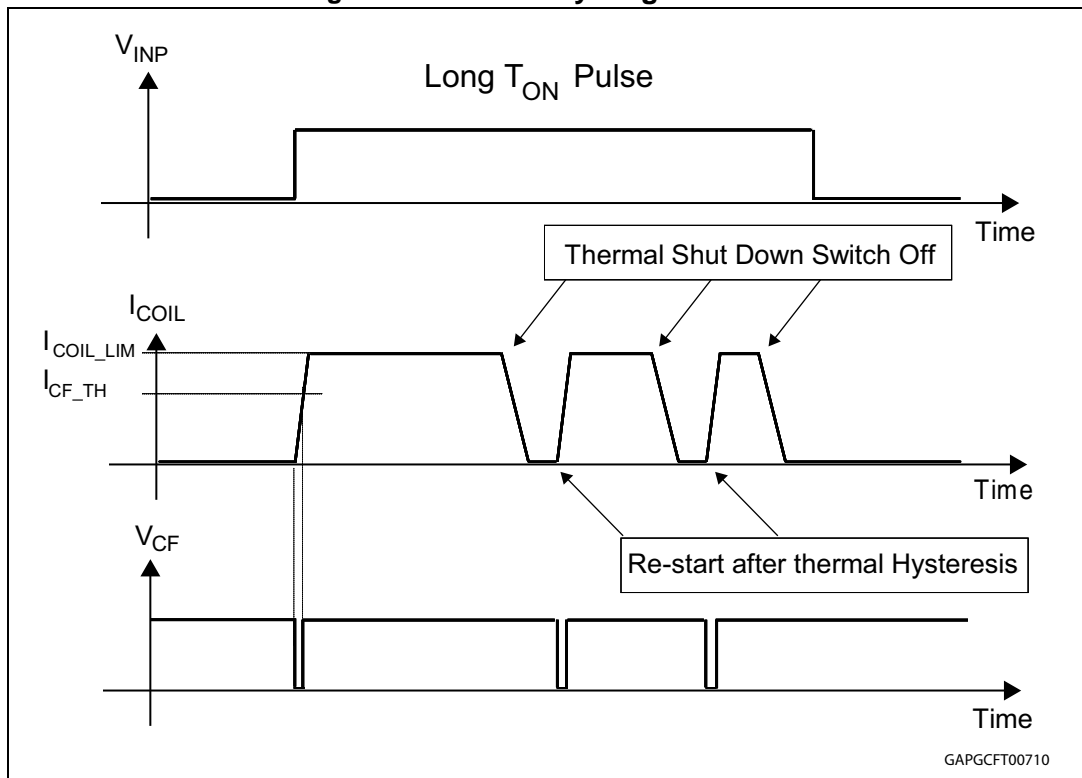 V_INP
Long T_ON Pulse
Time
Thermal Shut Down Switch Off
I_COIL
I_COIL_LIM
I_CF_TH
Time
V_CF
Re-start after thermal Hysteresis
Time
GAPGCFT00710